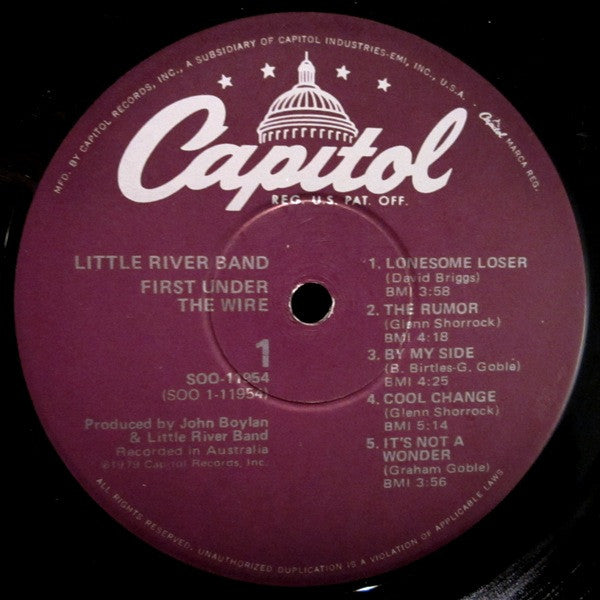 MFD. BY CAPITOL RECORDS, INC., A SUBSIDIARY OF CAPITOL INDUSTRIES-EMI, INC., U.S.A.
Capitol
REG. U.S. PAT. OFF.
Capitol MARCA REG.
LITTLE RIVER BAND
FIRST UNDER
THE WIRE
1
SOO-11954
(SOO 1-11954)
Produced by John Boylan
& Little River Band
Recorded in Australia
℗1979 Capitol Records, Inc.
1. LONESOME LOSER
(David Briggs)
BMI 3:58
2. THE RUMOR
(Glenn Shorrock)
BMI 4:18
3. BY MY SIDE
(B. Birtles-G. Goble)
BMI 4:25
4. COOL CHANGE
(Glenn Shorrock)
BMI 5:14
5. IT'S NOT A
WONDER
(Graham Goble)
BMI 3:56
ALL RIGHTS RESERVED. UNAUTHORIZED DUPLICATION IS A VIOLATION OF APPLICABLE LAWS